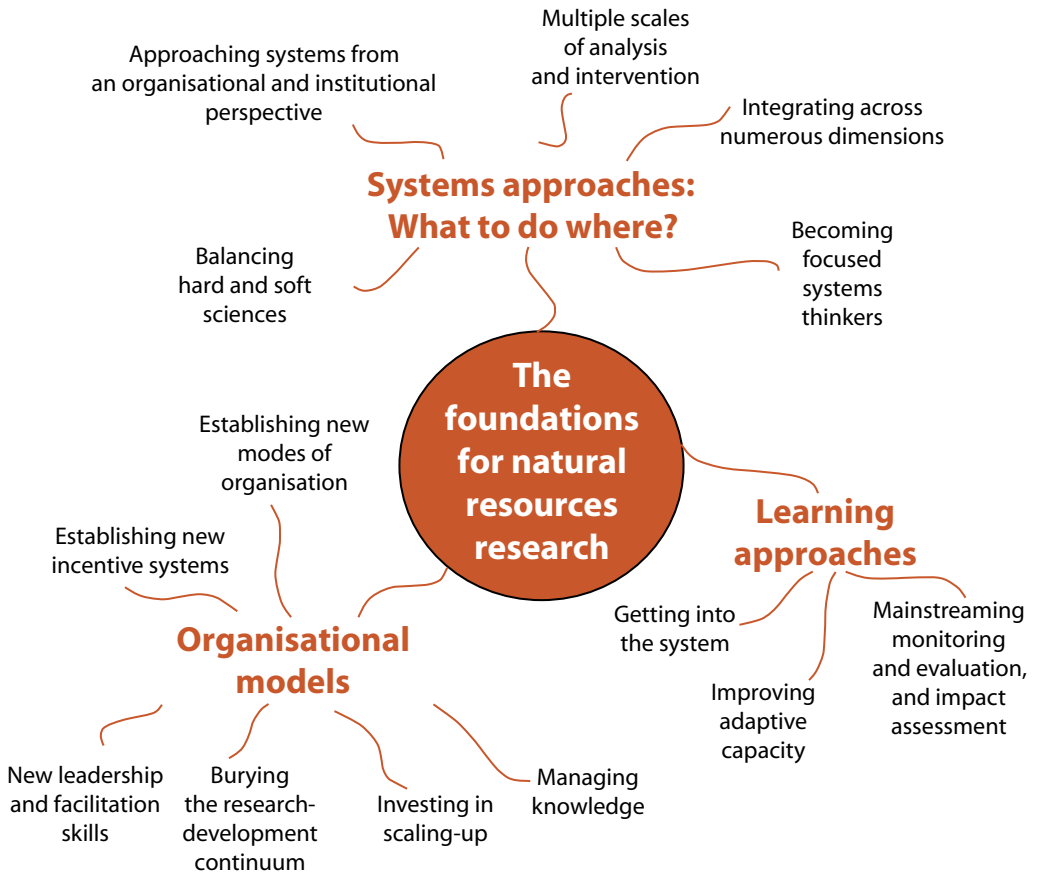 Multiple scales
of analysis
and intervention
Approaching systems from
an organisational and institutional
perspective
Integrating across
numerous dimensions
Systems approaches:
What to do where?
Balancing
hard and soft
sciences
Becoming
focused
systems
thinkers
The
foundations
for natural
resources
research
Establishing new
modes of
organisation
Establishing new
incentive systems
Learning
approaches
Getting into
the system
Improving
adaptive
capacity
Mainstreaming
monitoring
and evaluation,
and impact
assessment
Organisational
models
New leadership
and facilitation
skills
Burying
the research-
development
continuum
Investing in
scaling-up
Managing
knowledge